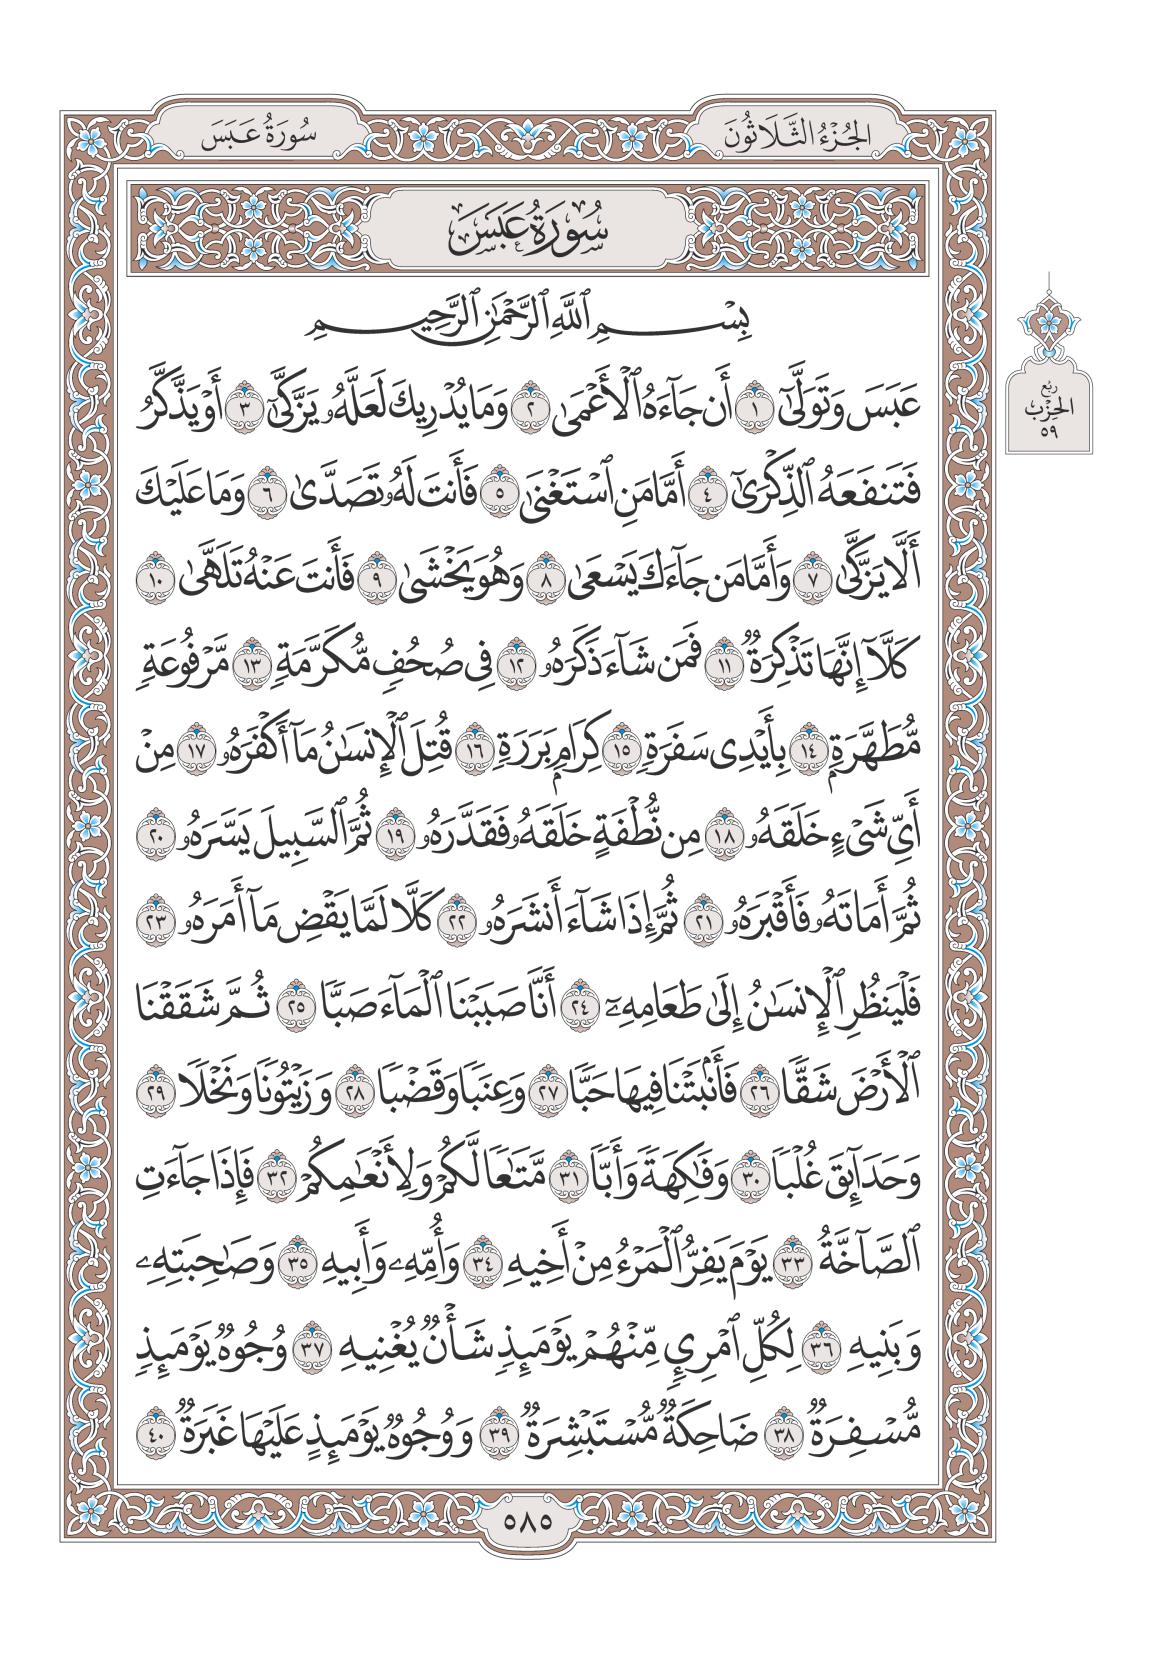 الجُزْءُ الثَّلَاثُونَ
سُورَةُ عَبَسَ
سُورَةُ عَبَسَ
بِسْمِ ٱللَّهِ ٱلرَّحْمَٰنِ ٱلرَّحِيمِ
عَبَسَ وَتَوَلَّىٰٓ ١ أَن جَآءَهُ ٱلْأَعْمَىٰ ٢ وَمَا يُدْرِيكَ لَعَلَّهُۥ يَزَّكَّىٰٓ ٣ أَوْ يَذَّكَّرُ
فَتَنفَعَهُ ٱلذِّكْرَىٰٓ ٤ أَمَّا مَنِ ٱسْتَغْنَىٰ ٥ فَأَنتَ لَهُۥ تَصَدَّىٰ ٦ وَمَا عَلَيْكَ
أَلَّا يَزَّكَّىٰ ٧ وَأَمَّا مَن جَآءَكَ يَسْعَىٰ ٨ وَهُوَ يَخْشَىٰ ٩ فَأَنتَ عَنْهُ تَلَهَّىٰ ١٠
كَلَّآ إِنَّهَا تَذْكِرَةٌ ١١ فَمَن شَآءَ ذَكَرَهُۥ ١٢ فِى صُحُفٍ مُّكَرَّمَةٍ ١٣ مَّرْفُوعَةٍ
مُّطَهَّرَةٍۭ ١٤ بِأَيْدِى سَفَرَةٍ ١٥ كِرَامٍۭ بَرَرَةٍ ١٦ قُتِلَ ٱلْإِنسَٰنُ مَآ أَكْفَرَهُۥ ١٧ مِنْ
أَىِّ شَىْءٍ خَلَقَهُۥ ١٨ مِن نُّطْفَةٍ خَلَقَهُۥ فَقَدَّرَهُۥ ١٩ ثُمَّ ٱلسَّبِيلَ يَسَّرَهُۥ ٢٠
ثُمَّ أَمَاتَهُۥ فَأَقْبَرَهُۥ ٢١ ثُمَّ إِذَا شَآءَ أَنشَرَهُۥ ٢٢ كَلَّا لَمَّا يَقْضِ مَآ أَمَرَهُۥ ٢٣
فَلْيَنظُرِ ٱلْإِنسَٰنُ إِلَىٰ طَعَامِهِۦٓ ٢٤ أَنَّا صَبَبْنَا ٱلْمَآءَ صَبًّا ٢٥ ثُمَّ شَقَقْنَا
ٱلْأَرْضَ شَقًّا ٢٦ فَأَنۢبَتْنَا فِيهَا حَبًّا ٢٧ وَعِنَبًا وَقَضْبًا ٢٨ وَزَيْتُونًا وَنَخْلًا ٢٩
وَحَدَآئِقَ غُلْبًا ٣٠ وَفَٰكِهَةً وَأَبًّا ٣١ مَّتَٰعًا لَّكُمْ وَلِأَنْعَٰمِكُمْ ٣٢ فَإِذَا جَآءَتِ
ٱلصَّآخَّةُ ٣٣ يَوْمَ يَفِرُّ ٱلْمَرْءُ مِنْ أَخِيهِ ٣٤ وَأُمِّهِۦ وَأَبِيهِ ٣٥ وَصَٰحِبَتِهِۦ
وَبَنِيهِ ٣٦ لِكُلِّ ٱمْرِئٍ مِّنْهُمْ يَوْمَئِذٍ شَأْنٌ يُغْنِيهِ ٣٧ وُجُوهٌ يَوْمَئِذٍ
مُّسْفِرَةٌ ٣٨ ضَاحِكَةٌ مُّسْتَبْشِرَةٌ ٣٩ وَوُجُوهٌ يَوْمَئِذٍ عَلَيْهَا غَبَرَةٌ ٤٠
رُبع
الحِزْب
٥٩
٥٨٥